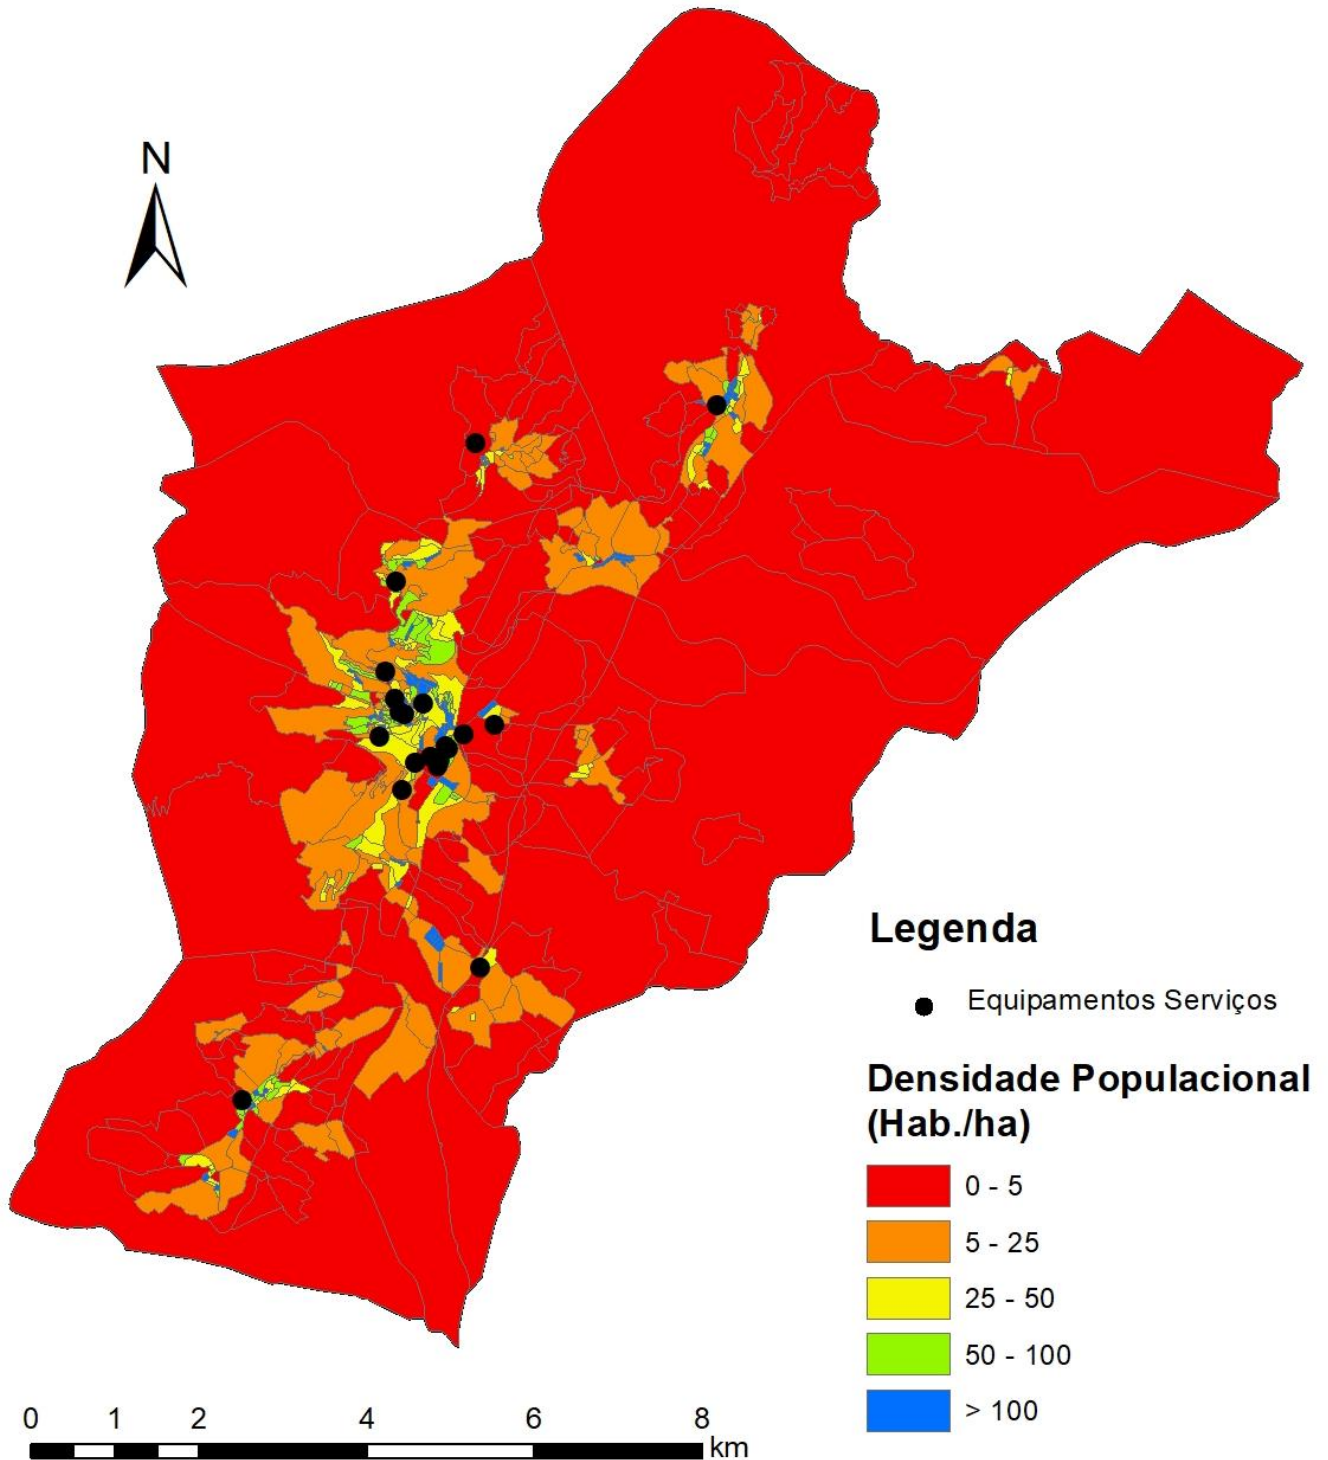 N
Legenda
Equipamentos Serviços
Densidade Populacional
(Hab./ha)
0 - 5
5 - 25
25 - 50
50 - 100
> 100
0 1 2 4 6 8
km